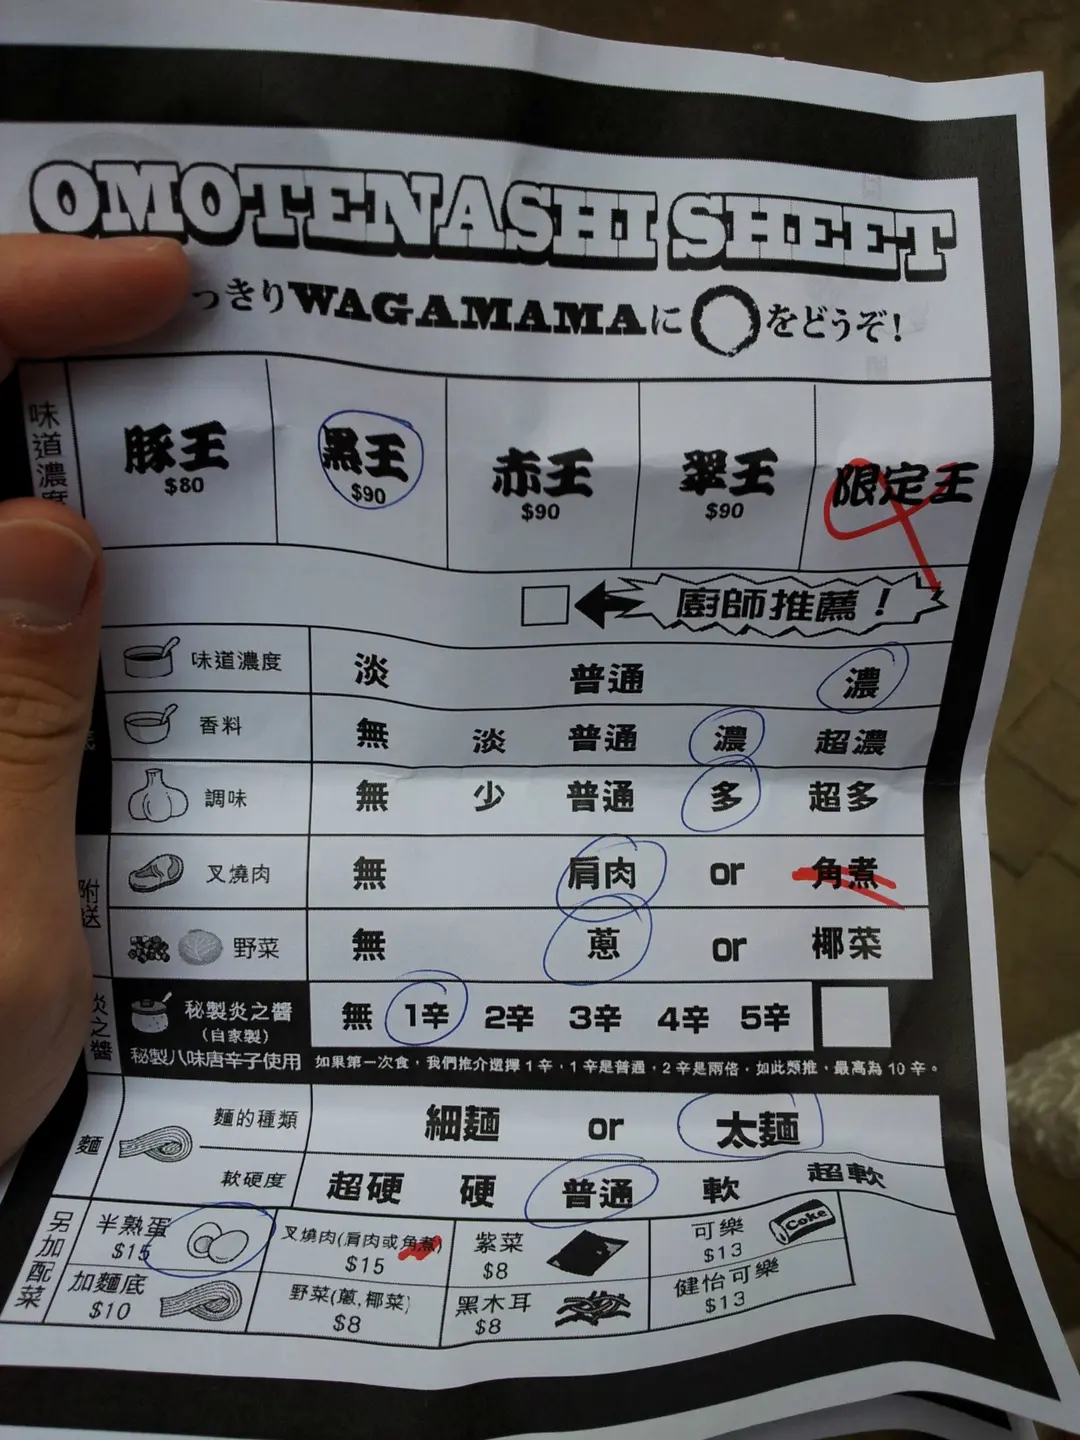 OMOTENASHI SHEET
っきりWAGAMAMAに◯をどうぞ!
味道濃度
豚王 黒王 赤王 翠王 限定王
$80 $90 $90 $90
廚師推薦!
味道濃度 淡 普通 濃
香料 無 淡 普通 濃 超濃
調味 無 少 普通 多 超多
附送
叉燒肉 無 肩肉 or 角煮
野菜 無 蔥 or 椰菜
炎之醬
秘製炎之醬 無 1辛 2辛 3辛 4辛 5辛
(自家製)
秘製八味唐辛子使用 如果第一次食,我們推介選擇1辛,1辛是普通,2辛是兩倍,如此類推,最高為10辛。
麵
麵的種類 細麵 or 太麵
軟硬度 超硬 硬 普通 軟 超軟
另加配菜
半熟蛋 叉燒肉(肩肉或角煮) 紫菜 可樂 Coke
$15 $15 $8 $13
加麵底 野菜(蔥,椰菜) 黑木耳 健怡可樂
$10 $8 $8 $13